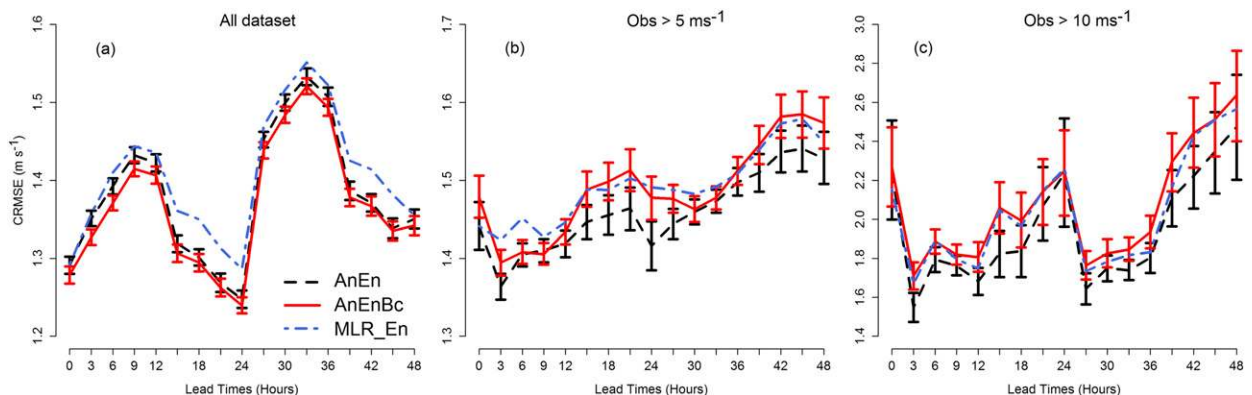 All dataset
Obs > 5 ms⁻¹
Obs > 10 ms⁻¹
CRMSE (m s⁻¹)
1.6
1.5
1.4
1.3
1.2
(a)
AnEn
AnEnBc
MLR_En
0 3 6 9 12 18 24 30 36 42 48
Lead Times (Hours)
1.7
1.6
1.5
1.4
1.3
(b)
0 3 6 9 12 18 24 30 36 42 48
Lead Times (Hours)
3.0
2.8
2.6
2.4
2.2
2.0
1.8
1.6
1.4
(c)
0 3 6 9 12 18 24 30 36 42 48
Lead Times (Hours)